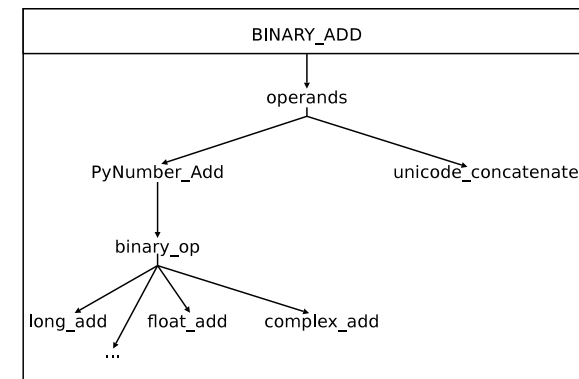 BINARY_ADD
operands
PyNumber_Add
unicode_concatenate
binary_op
long_add
float_add
complex_add
...